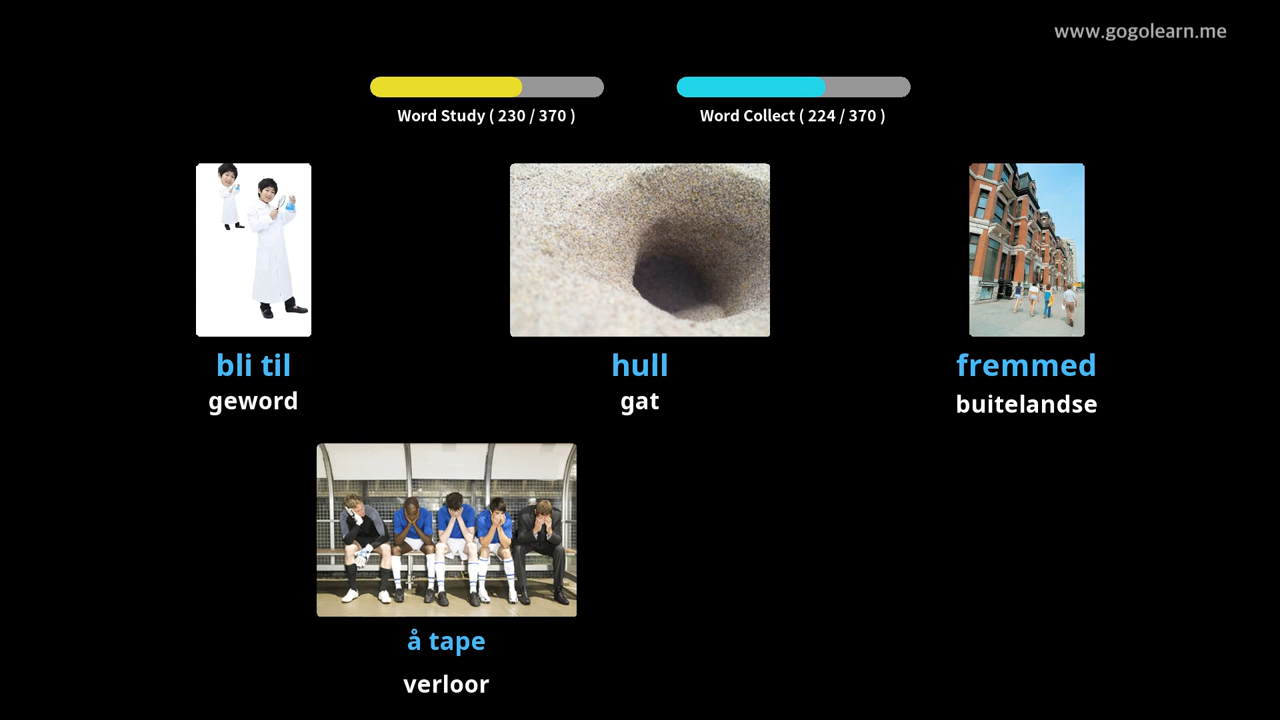 www.gogolearn.me
Word Study ( 230 / 370 )
Word Collect ( 224 / 370 )
bli til
geword
hull
gat
fremmed
buitelandse
å tape
verloor